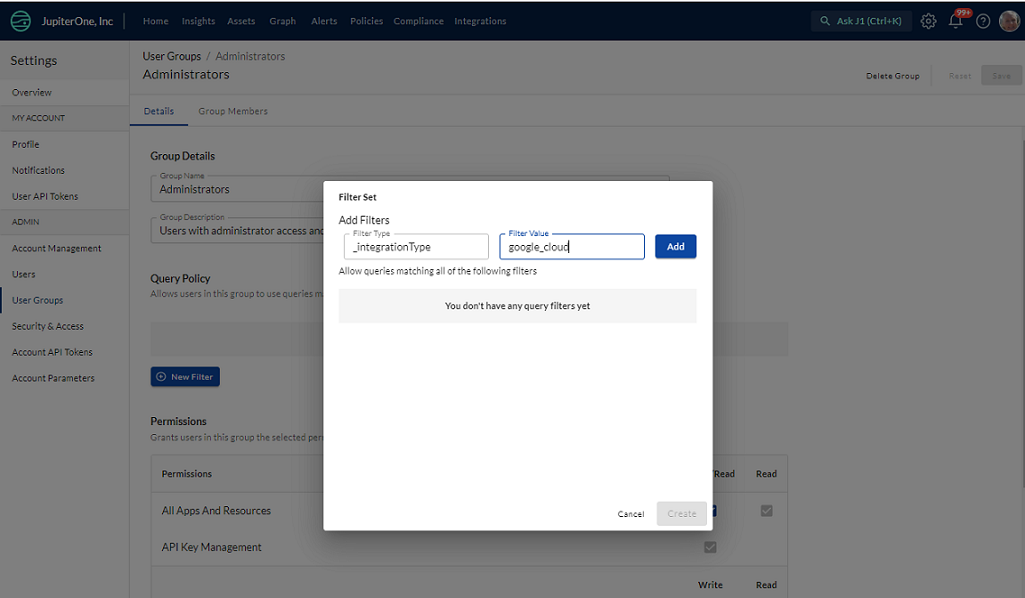 JupiterOne, Inc Home Insights Assets Graph Alerts Policies Compliance Integrations Ask J1 (Ctrl+K) 99+
Settings
Overview
MY ACCOUNT
Profile
Notifications
User API Tokens
ADMIN
Account Management
Users
User Groups
Security & Access
Account API Tokens
Account Parameters
User Groups / Administrators
Administrators
Delete Group Reset Save
Details Group Members
Group Details
Group Name
Administrators
Group Description
Users with administrator access and
Query Policy
Allows users in this group to use queries
New Filter
Permissions
Grants users in this group the selected
Permissions /Read Read
All Apps And Resources
API Key Management
Write Read
Filter Set
Add Filters
Filter Type Filter Value
_integrationType google_cloud Add
Allow queries matching all of the following filters
You don't have any query filters yet
Cancel Create